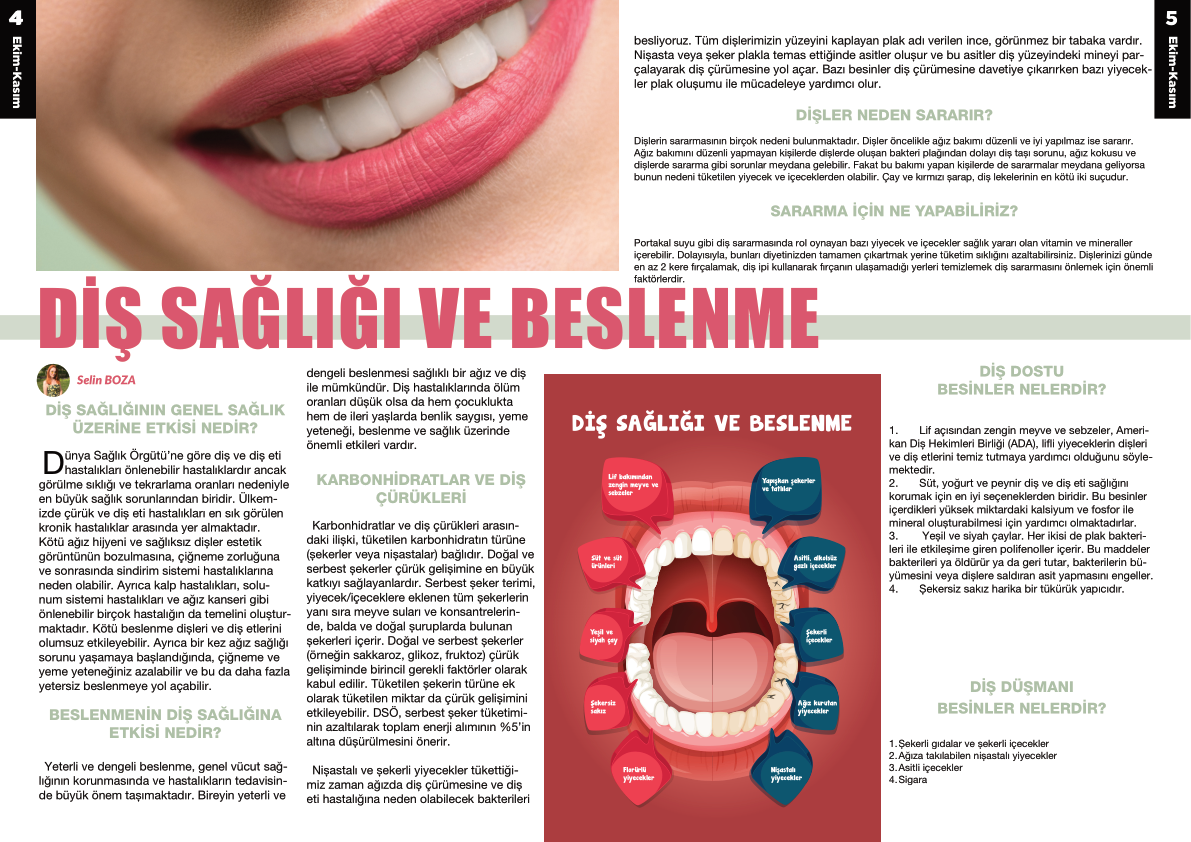 4
Ekim-Kasım
5
Ekim-Kasım
DİŞ SAĞLIĞI VE BESLENME
Selin BOZA
DİŞ SAĞLIĞININ GENEL SAĞLIK
ÜZERİNE ETKİSİ NEDİR?
Dünya Sağlık Örgütü’ne göre diş ve diş eti
hastalıkları önlenebilir hastalıklardır ancak
görülme sıklığı ve tekrarlama oranları nedeniyle
en büyük sağlık sorunlarından biridir. Ülkem-
izde çürük ve diş eti hastalıkları en sık görülen
kronik hastalıklar arasında yer almaktadır.
Kötü ağız hijyeni ve sağlıksız dişler estetik
görüntünün bozulmasına, çiğneme zorluğuna
ve sonrasında sindirim sistemi hastalıklarına
neden olabilir. Ayrıca kalp hastalıkları, solu-
num sistemi hastalıkları ve ağız kanseri gibi
önlenebilir birçok hastalığın da temelini oluştur-
maktadır. Kötü beslenme dişleri ve diş etlerini
olumsuz etkileyebilir. Ayrıca bir kez ağız sağlığı
sorunu yaşamaya başlandığında, çiğneme ve
yeme yeteneğiniz azalabilir ve bu da daha fazla
yetersiz beslenmeye yol açabilir.
BESLENMENİN DİŞ SAĞLIĞINA
ETKİSİ NEDİR?
Yeterli ve dengeli beslenme, genel vücut sağ-
lığının korunmasında ve hastalıkların tedavisin-
de büyük önem taşımaktadır. Bireyin yeterli ve
dengeli beslenmesi sağlıklı bir ağız ve diş
ile mümkündür. Diş hastalıklarında ölüm
oranları düşük olsa da hem çocuklukta
hem de ileri yaşlarda benlik saygısı, yeme
yeteneği, beslenme ve sağlık üzerinde
önemli etkileri vardır.
KARBONHİDRATLAR VE DİŞ
ÇÜRÜKLERİ
Karbonhidratlar ve diş çürükleri arasın-
daki ilişki, tüketilen karbonhidratın türüne
(şekerler veya nişastalar) bağlıdır. Doğal ve
serbest şekerler çürük gelişimine en büyük
katkıyı sağlayanlardır. Serbest şeker terimi,
yiyecek/içeceklere eklenen tüm şekerlerin
yanı sıra meyve suları ve konsantrelerin-
de, balda ve doğal şuruplarda bulunan
şekerleri içerir. Doğal ve serbest şekerler
(örneğin sakkaroz, glikoz, fruktoz) çürük
gelişiminde birincil gerekli faktörler olarak
kabul edilir. Tüketilen şekerin türüne ek
olarak tüketilen miktar da çürük gelişimini
etkileyebilir. DSÖ, serbest şeker tüketimi-
nin azaltılarak toplam enerji alımının %5’in
altına düşürülmesini önerir.
Nişastalı ve şekerli yiyecekler tükettiği-
miz zaman ağızda diş çürümesine ve diş
eti hastalığına neden olabilecek bakterileri
besliyoruz. Tüm dişlerimizin yüzeyini kaplayan plak adı verilen ince, görünmez bir tabaka vardır.
Nişasta veya şeker plakla temas ettiğinde asitler oluşur ve bu asitler diş yüzeyindeki mineyi par-
çalayarak diş çürümesine yol açar. Bazı besinler diş çürümesine davetiye çıkarırken bazı yiyecek-
ler plak oluşumu ile mücadeleye yardımcı olur.
DİŞLER NEDEN SARARIR?
Dişlerin sararmasının birçok nedeni bulunmaktadır. Dişler öncelikle ağız bakımı düzenli ve iyi yapılmaz ise sararır.
Ağız bakımını düzenli yapmayan kişilerde dişlerde oluşan bakteri plağından dolayı diş taşı sorunu, ağız kokusu ve
dişlerde sararma gibi sorunlar meydana gelebilir. Fakat bu bakımı yapan kişilerde de sararmalar meydana geliyorsa
bunun nedeni tüketilen yiyecek ve içeceklerden olabilir. Çay ve kırmızı şarap, diş lekelerinin en kötü iki suçudur.
SARARMA İÇİN NE YAPABİLİRİZ?
Portakal suyu gibi diş sararmasında rol oynayan bazı yiyecek ve içecekler sağlık yararı olan vitamin ve mineraller
içerebilir. Dolayısıyla, bunları diyetinizden tamamen çıkartmak yerine tüketim sıklığını azaltabilirsiniz. Dişlerinizi günde
en az 2 kere fırçalamak, diş ipi kullanarak fırçanın ulaşamadığı yerleri temizlemek diş sararmasını önlemek için önemli
faktörlerdir.
DİŞ SAĞLIĞI VE BESLENME
Lif bakımından
zengin meyve ve
sebzeler
Yapışkan şekerler
ve tatlılar
Süt ve süt
ürünleri
Asitli, alkolsüz
gazlı içecekler
Yeşil ve
siyah çay
Şekerli
içecekler
Şekersiz
sakız
Ağız kurutan
yiyecekler
Florürlü
yiyecekler
Nişastalı
yiyecekler
DİŞ DOSTU
BESİNLER NELERDİR?
1. Lif açısından zengin meyve ve sebzeler, Ameri-
kan Diş Hekimleri Birliği (ADA), lifli yiyeceklerin dişleri
ve diş etlerini temiz tutmaya yardımcı olduğunu söyle-
mektedir.
2. Süt, yoğurt ve peynir diş ve diş eti sağlığını
korumak için en iyi seçeneklerden biridir. Bu besinler
içerdikleri yüksek miktardaki kalsiyum ve fosfor ile
mineral oluşturabilmesi için yardımcı olmaktadırlar.
3. Yeşil ve siyah çaylar. Her ikisi de plak bakteri-
leri ile etkileşime giren polifenoller içerir. Bu maddeler
bakterileri ya öldürür ya da geri tutar, bakterilerin bü-
yümesini veya dişlere saldıran asit yapmasını engeller.
4. Şekersiz sakız harika bir tükürük yapıcıdır.
DİŞ DÜŞMANI
BESİNLER NELERDİR?
1. Şekerli gıdalar ve şekerli içecekler
2. Ağıza takılabilen nişastalı yiyecekler
3. Asitli içecekler
4. Sigara